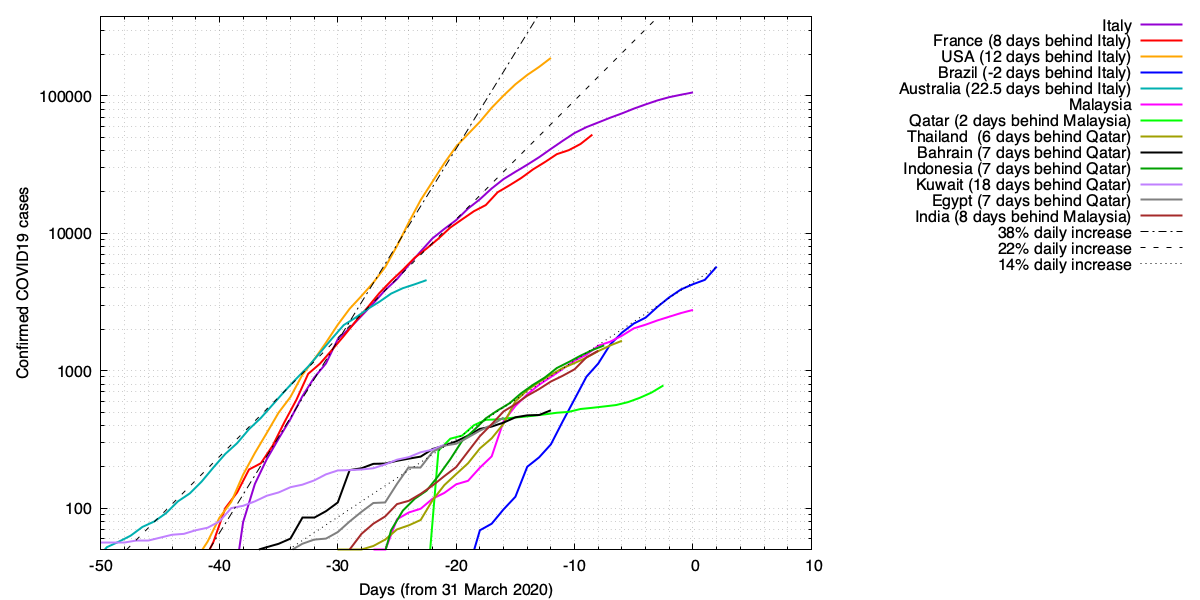 Italy
France (8 days behind Italy)
USA (12 days behind Italy)
Brazil (-2 days behind Italy)
Australia (22.5 days behind Italy)
Malaysia
Qatar (2 days behind Malaysia)
Thailand  (6 days behind Qatar)
Bahrain (7 days behind Qatar)
Indonesia (7 days behind Qatar)
Kuwait (18 days behind Qatar)
Egypt (7 days behind Qatar)
India (8 days behind Malaysia)
38% daily increase
22% daily increase
14% daily increase
100000
10000
1000
100
Confirmed COVID19 cases
-50 -40 -30 -20 -10 0 10
Days (from 31 March 2020)